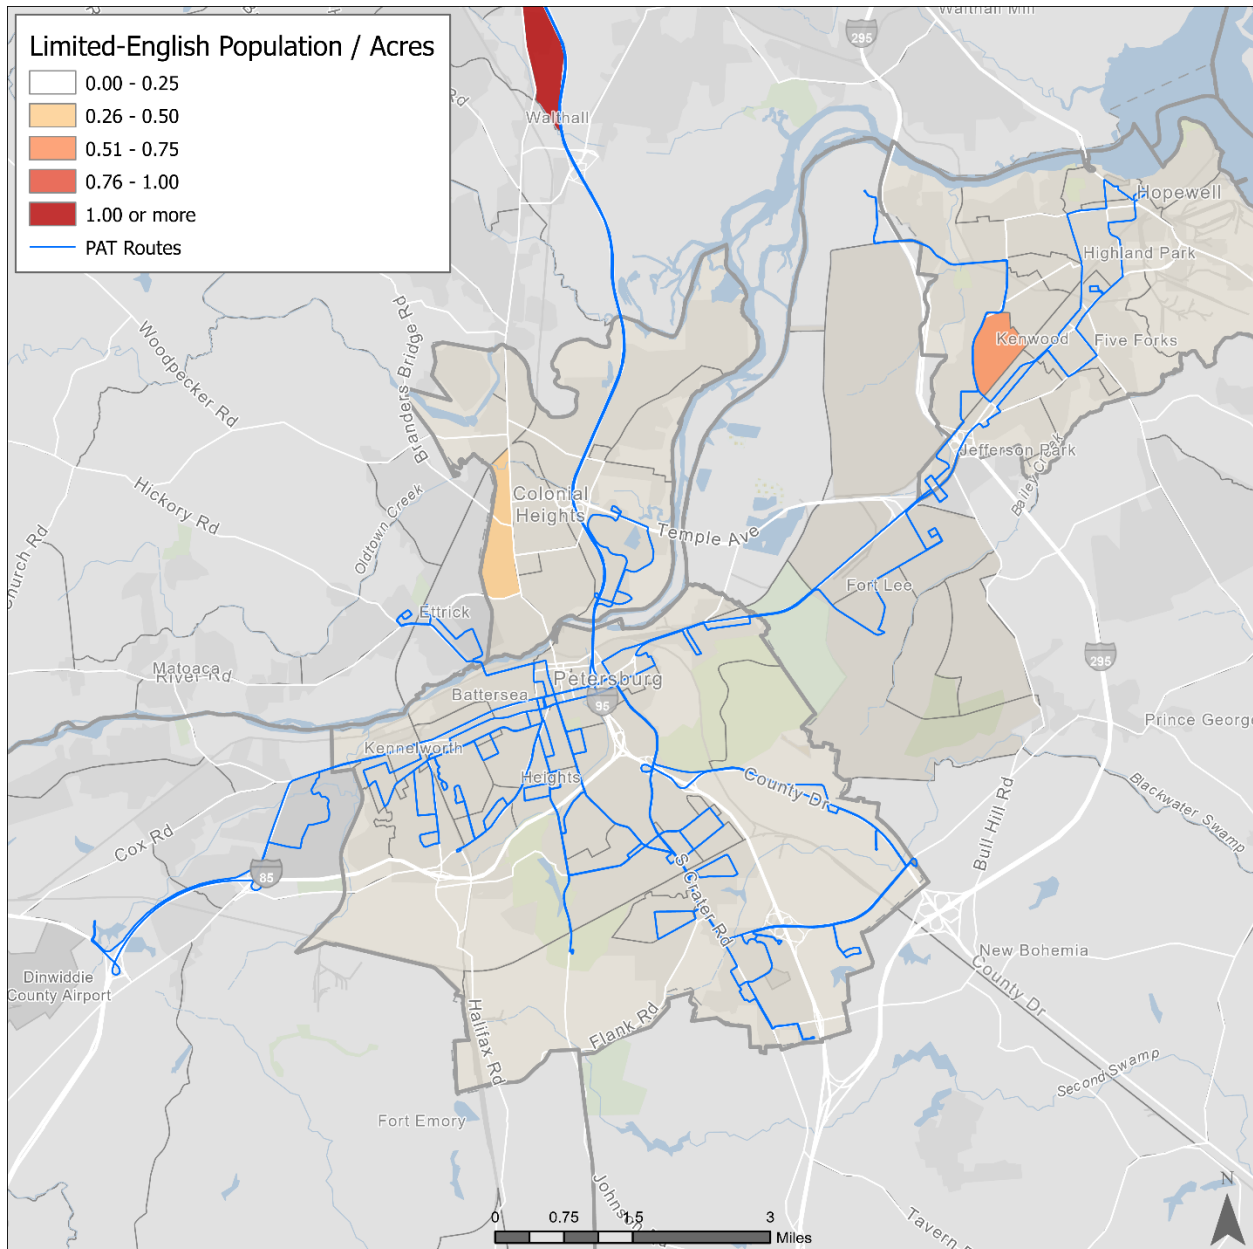 Limited-English Population / Acres
0.00 - 0.25
0.26 - 0.50
0.51 - 0.75
0.76 - 1.00
1.00 or more
PAT Routes
Walthall Mill
295
Rd
Walthall
Hopewell
Highland Park
Kenwood
Five Forks
Branders Bridge Rd
Woodpecker Rd
Jefferson Park
Bailey Creek
Colonial
Heights
Hickory Rd
Oldtown Creek
Temple Ave
Church Rd
Fort Lee
Ettrick
Matoaca
River Rd
295
Petersburg
Battersea
95
Prince George
Kennelworth
Heights
County Dr
Blackwater Swamp
Bull Hill Rd
Cox Rd
85
S Crater Rd
New Bohemia
Dinwiddie
County Airport
County Dr
Halifax Rd
Flank Rd
Second Swamp
Fort Emory
Johnson
Tavern
N
0 0.75 1.5 3
Miles